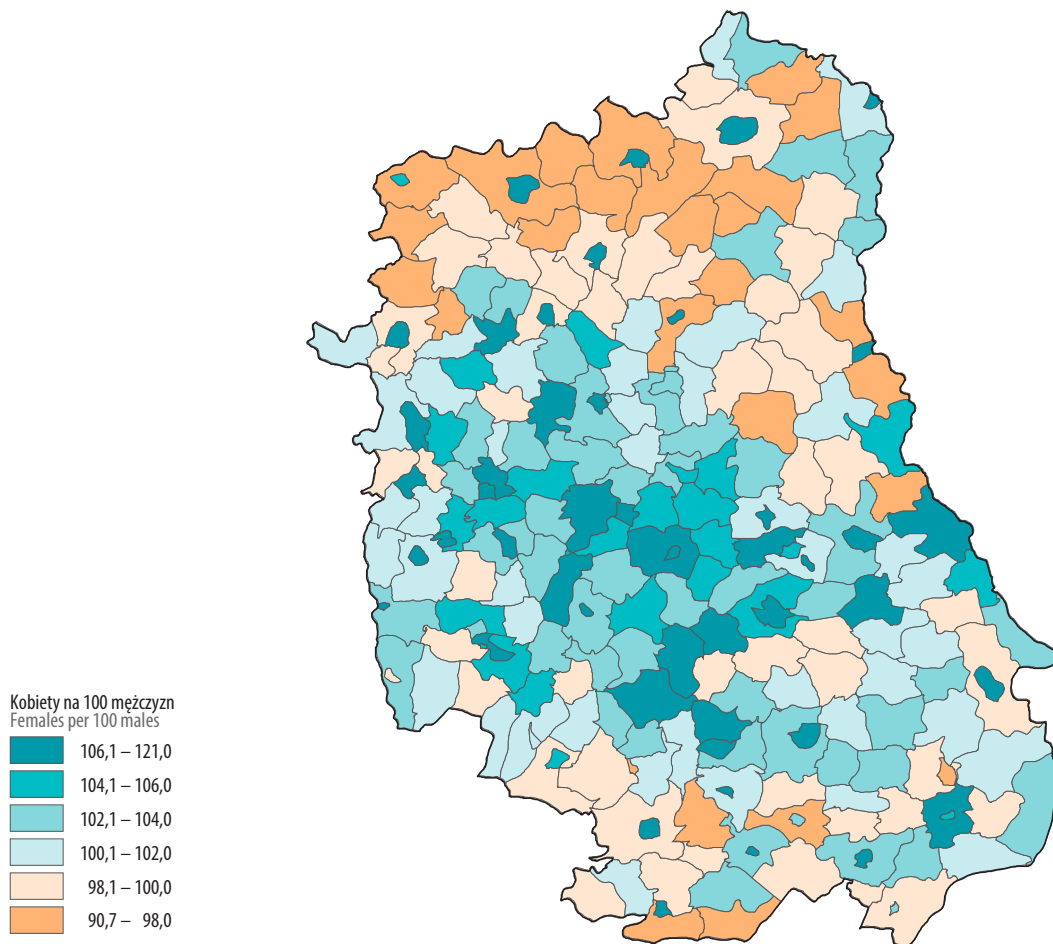 Kobiety na 100 mężczyzn
Females per 100 males
106,1 – 121,0
104,1 – 106,0
102,1 – 104,0
100,1 – 102,0
98,1 – 100,0
90,7 – 98,0